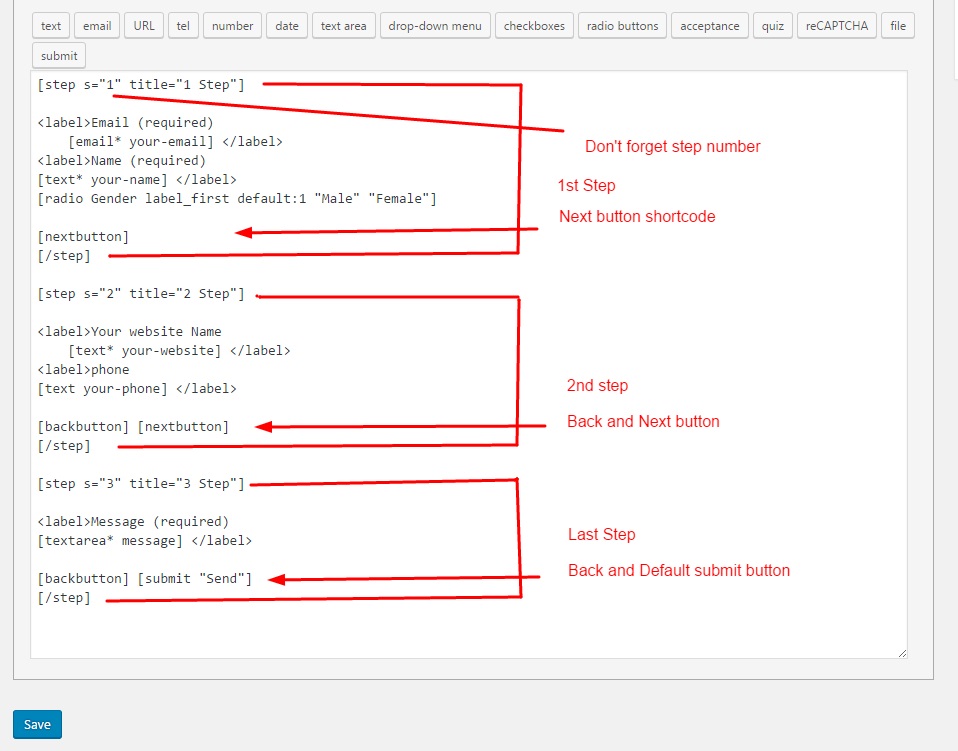 text email URL tel number date text area drop-down menu checkboxes radio buttons acceptance quiz reCAPTCHA file
submit
[step s="1" title="1 Step"]
<label>Email (required)
[email* your-email] </label>
Don't forget step number
<label>Name (required)
[text* your-name] </label>
1st Step
[radio Gender label_first default:1 "Male" "Female"]
Next button shortcode
[nextbutton]
[/step]
[step s="2" title="2 Step"]
<label>Your website Name
[text* your-website] </label>
<label>phone
[text your-phone] </label>
2nd step
[backbutton] [nextbutton]
Back and Next button
[/step]
[step s="3" title="3 Step"]
<label>Message (required)
[textarea* message] </label>
Last Step
[backbutton] [submit "Send"]
Back and Default submit button
[/step]
Save